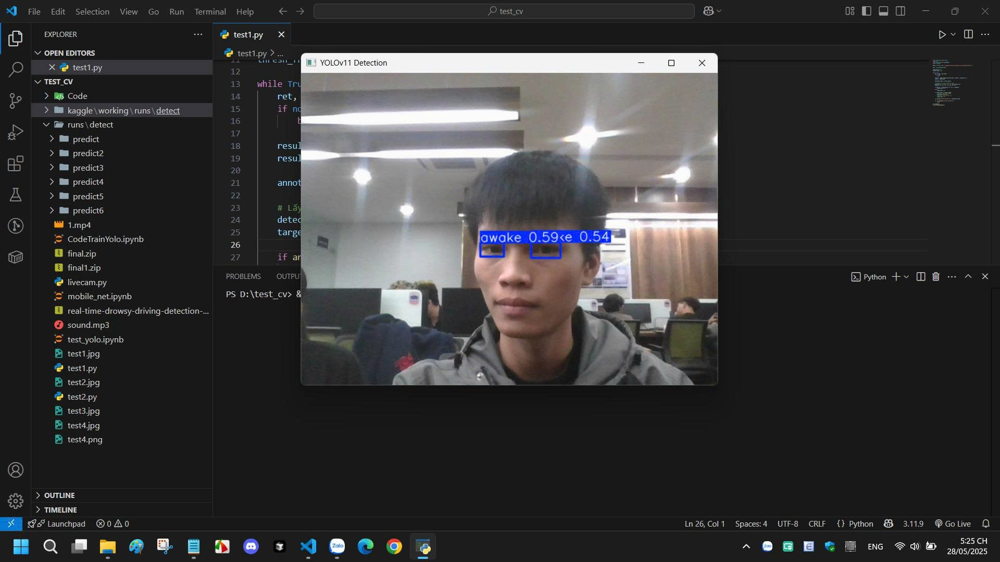 File Edit Selection View Go Run Terminal Help
test_cv
EXPLORER
OPEN EDITORS
test1.py
TEST_CV
Code
kaggle\working\runs\detect
runs\detect
predict
predict2
predict3
predict4
predict5
predict6
1.mp4
CodeTrainYolo.ipynb
final.zip
final1.zip
livecam.py
mobile_net.ipynb
real-time-drowsy-driving-detection-...
sound.mp3
test_yolo.ipynb
test1.jpg
test1.py
test2.jpg
test2.py
test3.jpg
test4.jpg
test4.png
OUTLINE
TIMELINE
test1.py
test1.py > ...
12
13 while Tru
14 ret,
15 if no
16 b
17
18 resul
19 resul
20
21 annot
22
23 # Lấy
24 detec
25 targe
26
27 if an
YOLOv11 Detection
awake 0.59<e 0.54
PROBLEMS OUTPU
Python
PS D:\test_cv> &
Launchpad 0 0
Ln 26, Col 1 Spaces: 4 UTF-8 CRLF {} Python 3.11.9 Go Live
Zalo
ENG
5:25 CH
28/05/2025